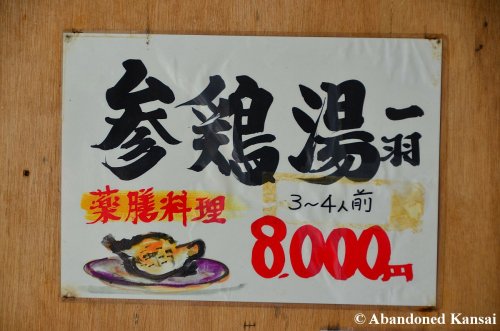 参鶏湯一羽
薬膳料理
3〜4人前
8,000円
© Abandoned Kansai